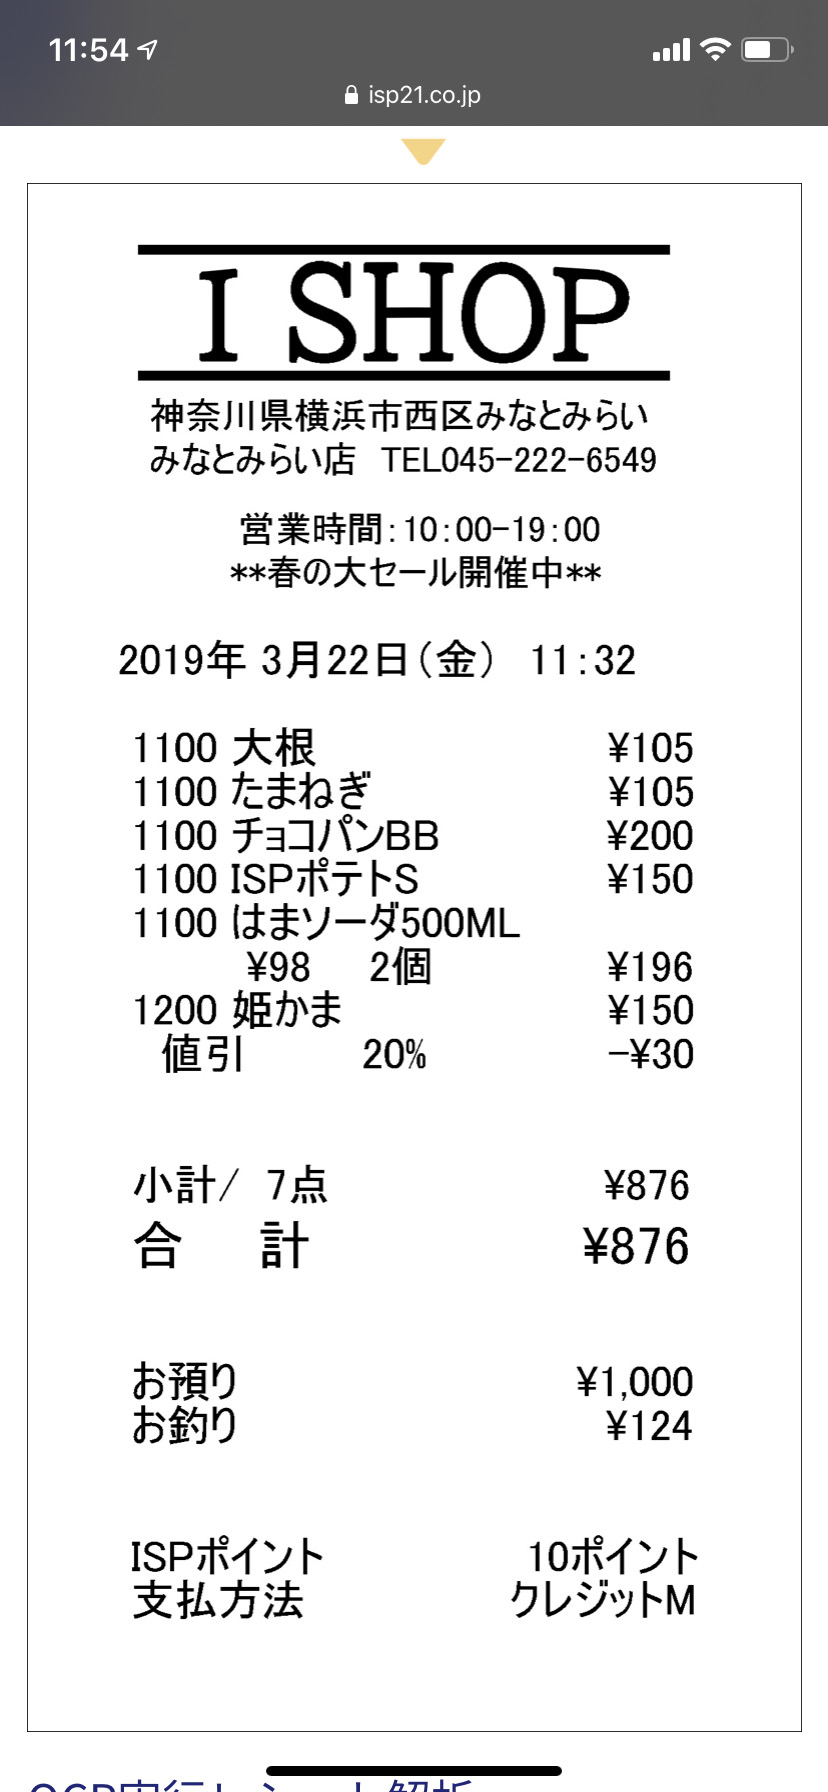 11:54
isp21.co.jp
I SHOP
神奈川県横浜市西区みなとみらい
みなとみらい店 TEL045-222-6549
営業時間:10:00-19:00
**春の大セール開催中**
2019年 3月22日(金) 11:32
1100 大根 ¥105
1100 たまねぎ ¥105
1100 チョコパンBB ¥200
1100 ISPポテトS ¥150
1100 はまソーダ500ML
¥98 2個 ¥196
1200 姫かま ¥150
値引 20% -¥30
小計/ 7点 ¥876
合 計 ¥876
お預り ¥1,000
お釣り ¥124
ISPポイント 10ポイント
支払方法 クレジットM